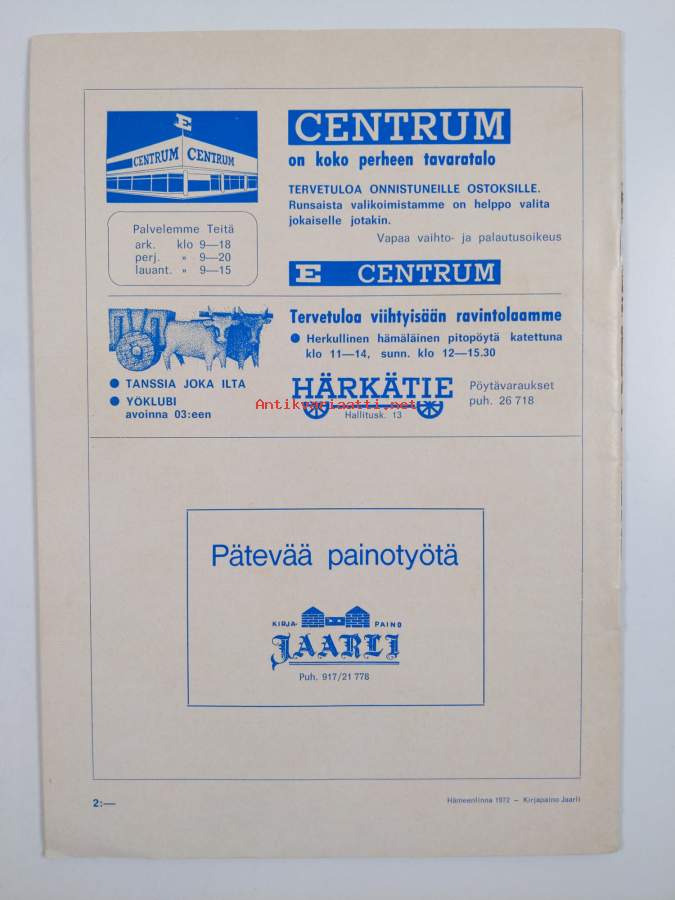 E
CENTRUM CENTRUM
CENTRUM
on koko perheen tavaratalo
TERVETULOA ONNISTUNEILLE OSTOKSILLE.
Runsaista valikoimistamme on helppo valita
jokaiselle jotakin.
Vapaa vaihto- ja palautusoikeus
Palvelemme Teitä
ark. klo 9—18
perj. » 9—20
lauant. » 9—15
E CENTRUM
Tervetuloa viihtyisään ravintolaamme
● Herkullinen hämäläinen pitopöytä katettuna
klo 11—14, sunn. klo 12—15.30
● TANSSIA JOKA ILTA
● YÖKLUBI
avoinna 03:een
HÄRKÄTIE
Hallitusk. 13
Pöytävaraukset
puh. 26 718
Antikvariaatti.net
Pätevää painotyötä
KIRJA- PAINO
JAARLI
Puh. 917/21 778
2:—
Hämeenlinna 1972 — Kirjapaino Jaarli